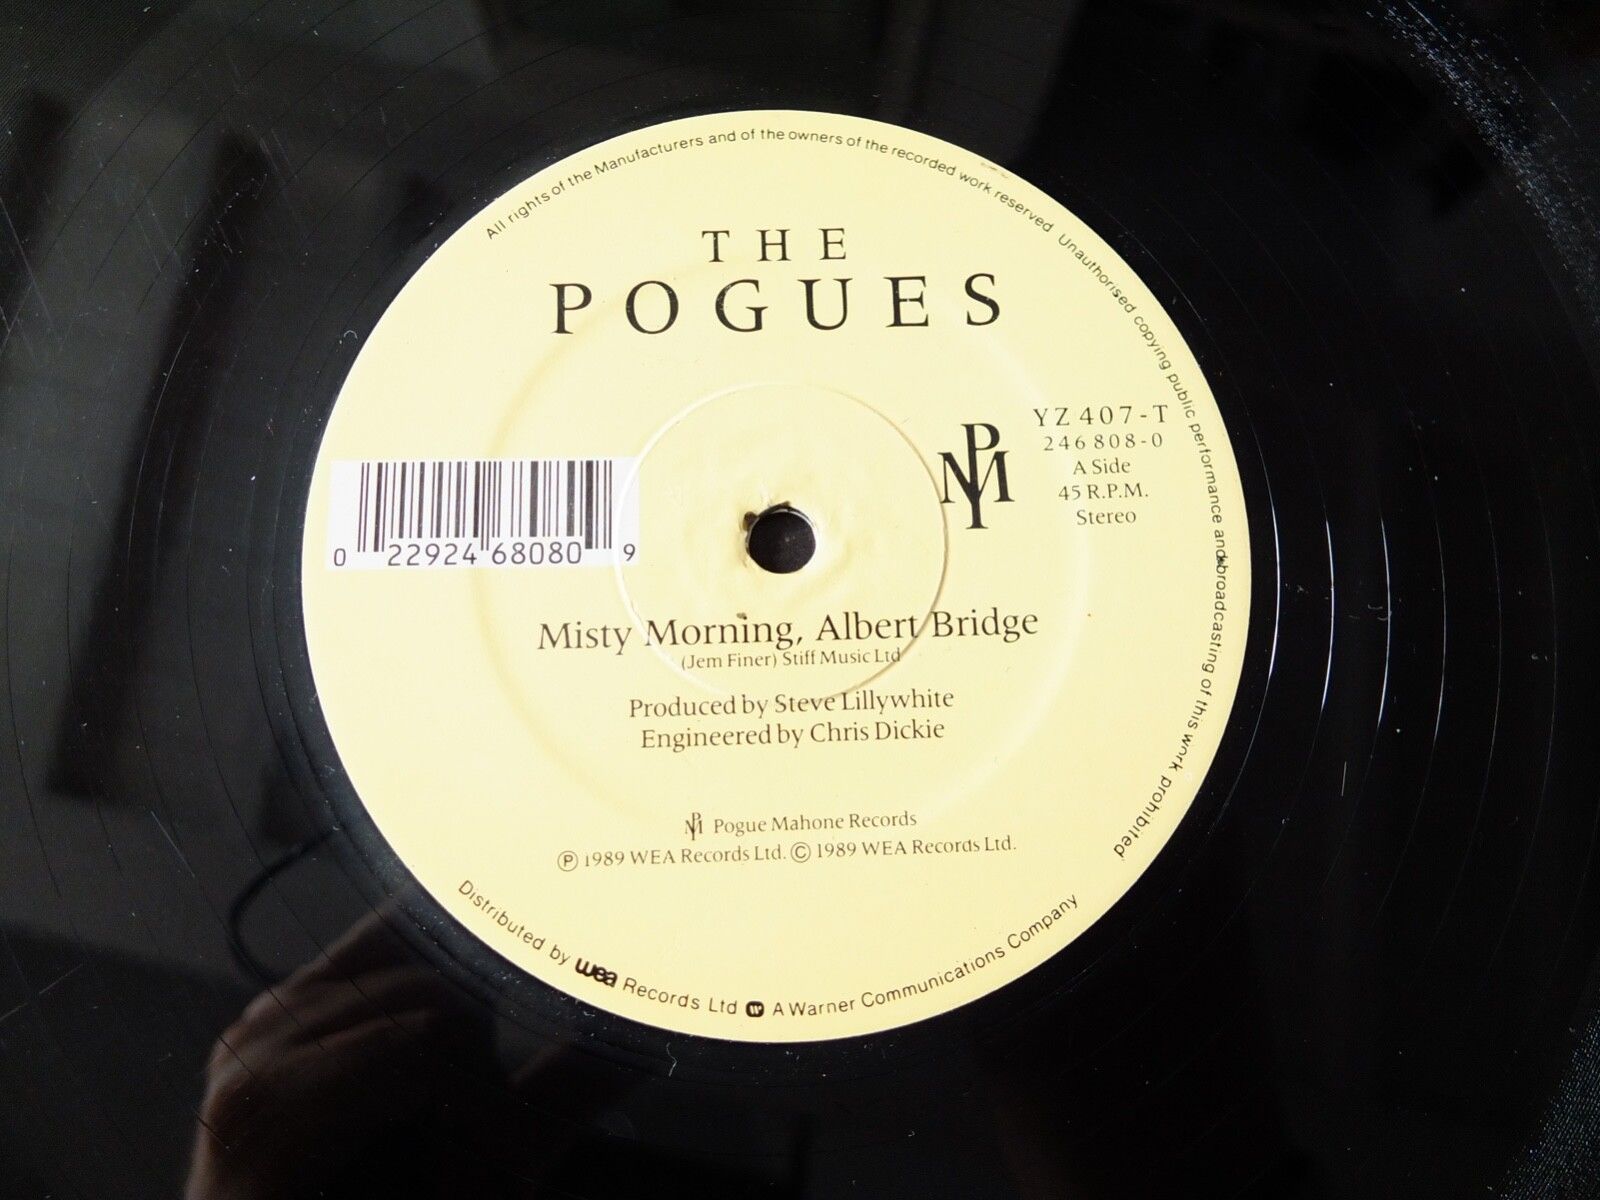 All rights of the Manufacturers and of the owners of the recorded work reserved Unauthorised copying public performance and broadcasting of this work prohibited
THE
POGUES
PM
YZ 407-T
246 808-0
A Side
45 R.P.M.
Stereo
0 22924 68080 9
Misty Morning, Albert Bridge
(Jem Finer) Stiff Music Ltd
Produced by Steve Lillywhite
Engineered by Chris Dickie
PM Pogue Mahone Records
Ⓟ 1989 WEA Records Ltd. © 1989 WEA Records Ltd.
Distributed by wea Records Ltd W A Warner Communications Company